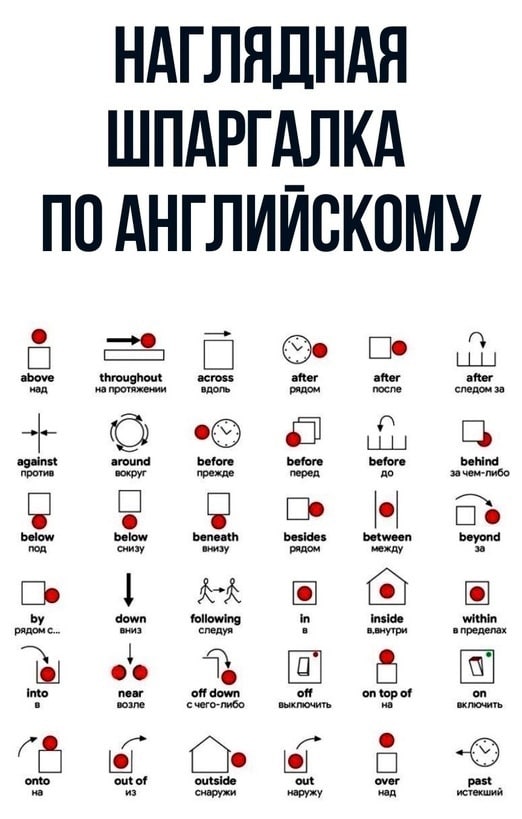 НАГЛЯДНАЯ
ШПАРГАЛКА
ПО АНГЛИЙСКОМУ
above throughout across after after after
над на протяжении вдоль рядом после следом за
against around before before before behind
против вокруг прежде перед до за чем-либо
below below beneath besides between beyond
под снизу внизу рядом между за
by down following in inside within
рядом с... вниз следуя в в,внутри в пределах
into near off down off on top of on
в возле с чего-либо выключить на включить
onto out of outside out over past
на из снаружи наружу над истекший